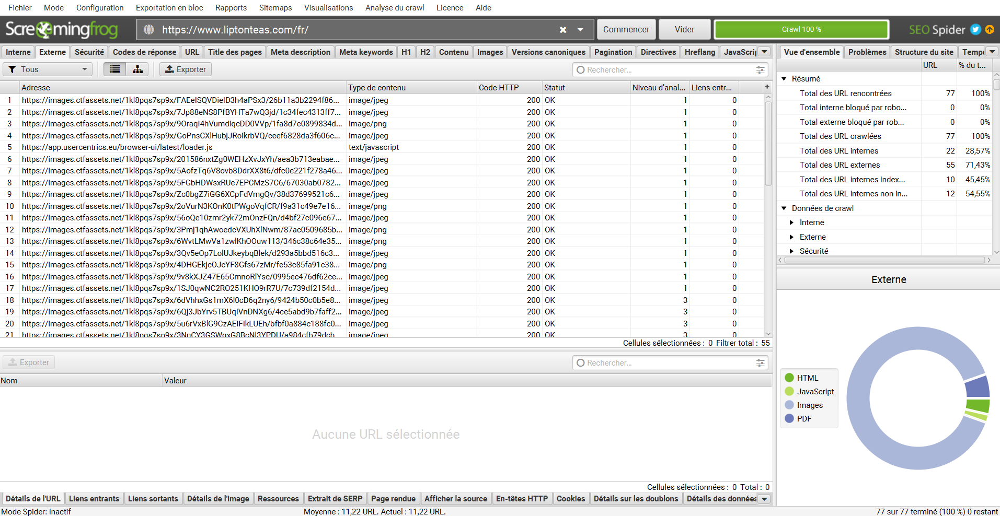 Fichier Mode Configuration Exportation en bloc Rapports Sitemaps Visualisations Analyse du crawl Licence Aide
Screamingfrog https://www.liptonteas.com/fr/ Commencer Vider Crawl 100 % SEO Spider
Interne Externe Sécurité Codes de réponse URL Title des pages Meta description Meta keywords H1 H2 Contenu Images Versions canoniques Pagination Directives Hreflang JavaScrip
Tous Exporter Rechercher...
Adresse Type de contenu Code HTTP Statut Niveau d'anal... Liens entr... +
1 https://images.ctfassets.net/1kl8pqs7sp9x/FAEeISQVDieID3h4aPSx3/26b11a3b2294f86... image/jpeg 200 OK 1 0
2 https://images.ctfassets.net/1kl8pqs7sp9x/7Jp88eNS8PfBYHTa7wQ3jd/1c34fec4313ff7... image/jpeg 200 OK 1 0
3 https://images.ctfassets.net/1kl8pqs7sp9x/9OraqI4hVumdiqcDD0VVp/1fa8d7e0899834d... image/png 200 OK 1 0
4 https://images.ctfassets.net/1kl8pqs7sp9x/GoPnsCXlHubjJRoikrbVQ/ceef6828da3f606c... image/jpeg 200 OK 1 0
5 https://app.usercentrics.eu/browser-ui/latest/loader.js text/javascript 200 OK 1 0
6 https://images.ctfassets.net/1kl8pqs7sp9x/201586nxtZg0WEHzXvJxYh/aea3b713eabae... image/jpeg 200 OK 1 0
7 https://images.ctfassets.net/1kl8pqs7sp9x/5AofzTq6V8ovb8DdrXX8t6/dfc0e221f278a46... image/jpeg 200 OK 1 0
8 https://images.ctfassets.net/1kl8pqs7sp9x/5FGbHDWsxRUe7EPCMzS7C6/67030ab0782... image/jpeg 200 OK 1 0
9 https://images.ctfassets.net/1kl8pqs7sp9x/Zc0bgZ7iGG6XCpFdVmgQv/38d37699521c6... image/jpeg 200 OK 1 0
10 https://images.ctfassets.net/1kl8pqs7sp9x/2oVurN3KOnK0tPWgoVqfCR/f9a31c49e7e16... image/png 200 OK 1 0
11 https://images.ctfassets.net/1kl8pqs7sp9x/56oQe10zmr2yk72mOnzFQn/d4bf27c096e67... image/jpeg 200 OK 1 0
12 https://images.ctfassets.net/1kl8pqs7sp9x/3Pmj1qhAwoedcVXUhXlNwm/87ac0509685b... image/png 200 OK 1 0
13 https://images.ctfassets.net/1kl8pqs7sp9x/6WvtLMwVa1zwlKhOOuw113/346c38c64e35... image/png 200 OK 1 0
14 https://images.ctfassets.net/1kl8pqs7sp9x/3Qv5eOp7LolUJkeybqBlek/d293a5bbd516c3... image/jpeg 200 OK 1 0
15 https://images.ctfassets.net/1kl8pqs7sp9x/4DHGEkjcOJcYF8Gfs67zMr/fe53c85fa91c38... image/png 200 OK 1 0
16 https://images.ctfassets.net/1kl8pqs7sp9x/9v8kXJZ47E65CmnoRlYsc/0995ec476df62ce... image/jpeg 200 OK 1 0
17 https://images.ctfassets.net/1kl8pqs7sp9x/1SJ0qwNC2RO251KHO9rR7U/7c739df2154d... image/jpeg 200 OK 1 0
18 https://images.ctfassets.net/1kl8pqs7sp9x/6dVhhxGs1mX6l0cD6q2ny6/9424b50c0b5e8... image/jpeg 200 OK 3 0
19 https://images.ctfassets.net/1kl8pqs7sp9x/6Qj3JbYrv5TBUqIVnDNXg6/4ce5abd9b7faff2... image/jpeg 200 OK 3 0
20 https://images.ctfassets.net/1kl8pqs7sp9x/5u6rVxBlG9CzAEIFlkLUEh/bfbf0a884c188fc0... image/jpeg 200 OK 3 0
21 https://images.ctfassets.net/1kl8pqs7sp9x/3NnCY3GSWgxG8BcNl3YPDU/a984cfb79dcb... image/jpeg 200 OK 3 0
Cellules sélectionnées : 0 Filtrer total : 55
Exporter Rechercher...
Nom Valeur
Aucune URL sélectionnée
Cellules sélectionnées : 0 Total : 0
Détails de l'URL Liens entrants Liens sortants Détails de l'image Ressources Extrait de SERP Page rendue Afficher la source En-têtes HTTP Cookies Détails sur les doublons Détails des données
Mode Spider: Inactif Moyenne : 11,22 URL. Actuel : 11,22 URL. 77 sur 77 terminé (100 %) 0 restant
Vue d'ensemble Problèmes Structure du site Temps
URL % du t...
Résumé
Total des URL rencontrées 77 100%
Total interne bloqué par robo... 0 0%
Total externe bloqué par rob... 0 0%
Total des URL crawlées 77 100%
Total des URL internes 22 28,57%
Total des URL externes 55 71,43%
Total des URL internes index... 10 45,45%
Total des URL internes non in... 12 54,55%
Données de crawl
Interne
Externe
Sécurité
Externe
HTML
JavaScript
Images
PDF